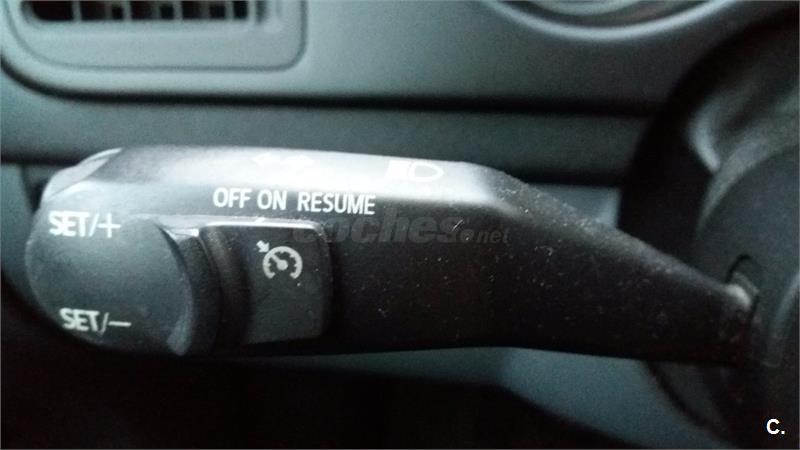 OFF ON RESUME
SET/+
coches.net
SET/–
C.